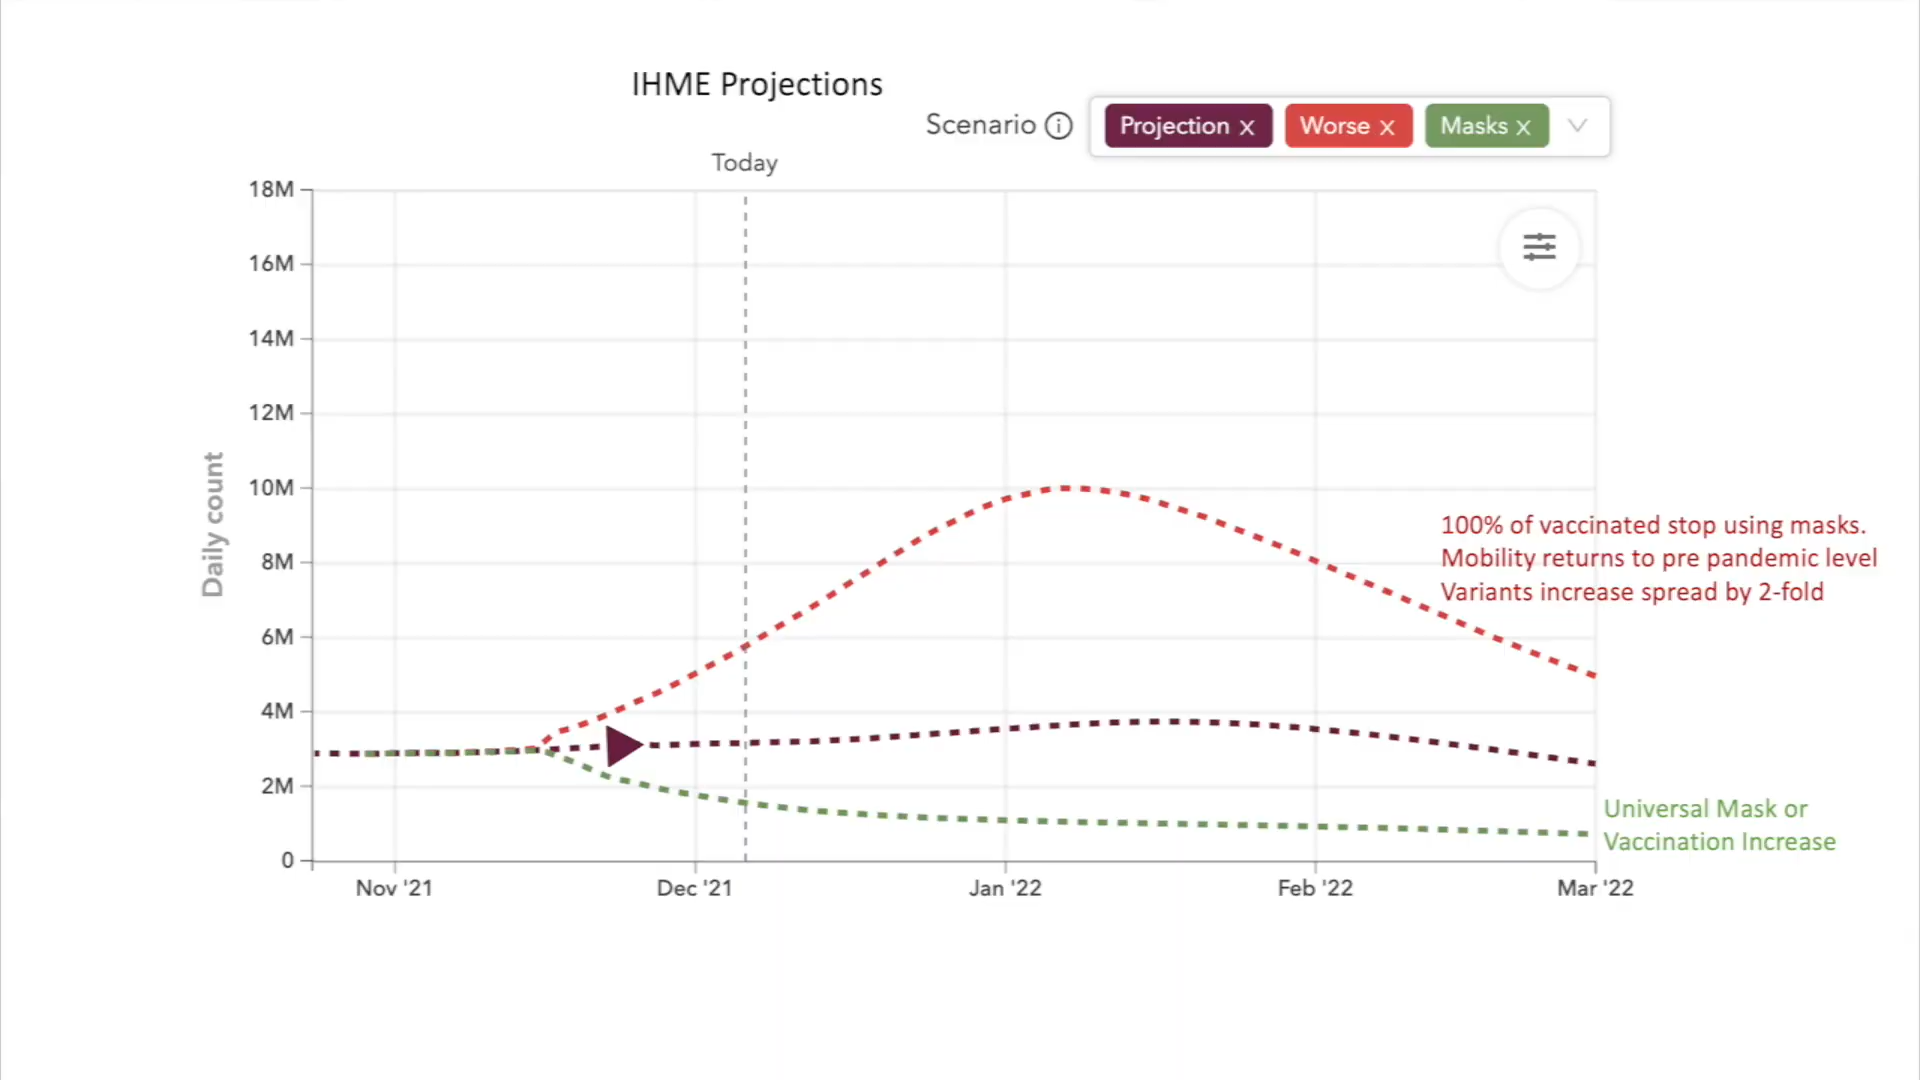 IHME Projections
Scenario
Projection x
Worse x
Masks x
Today
18M
16M
14M
12M
10M
8M
6M
4M
2M
0
Daily count
100% of vaccinated stop using masks.
Mobility returns to pre pandemic level
Variants increase spread by 2-fold
Universal Mask or
Vaccination Increase
Nov '21
Dec '21
Jan '22
Feb '22
Mar '22